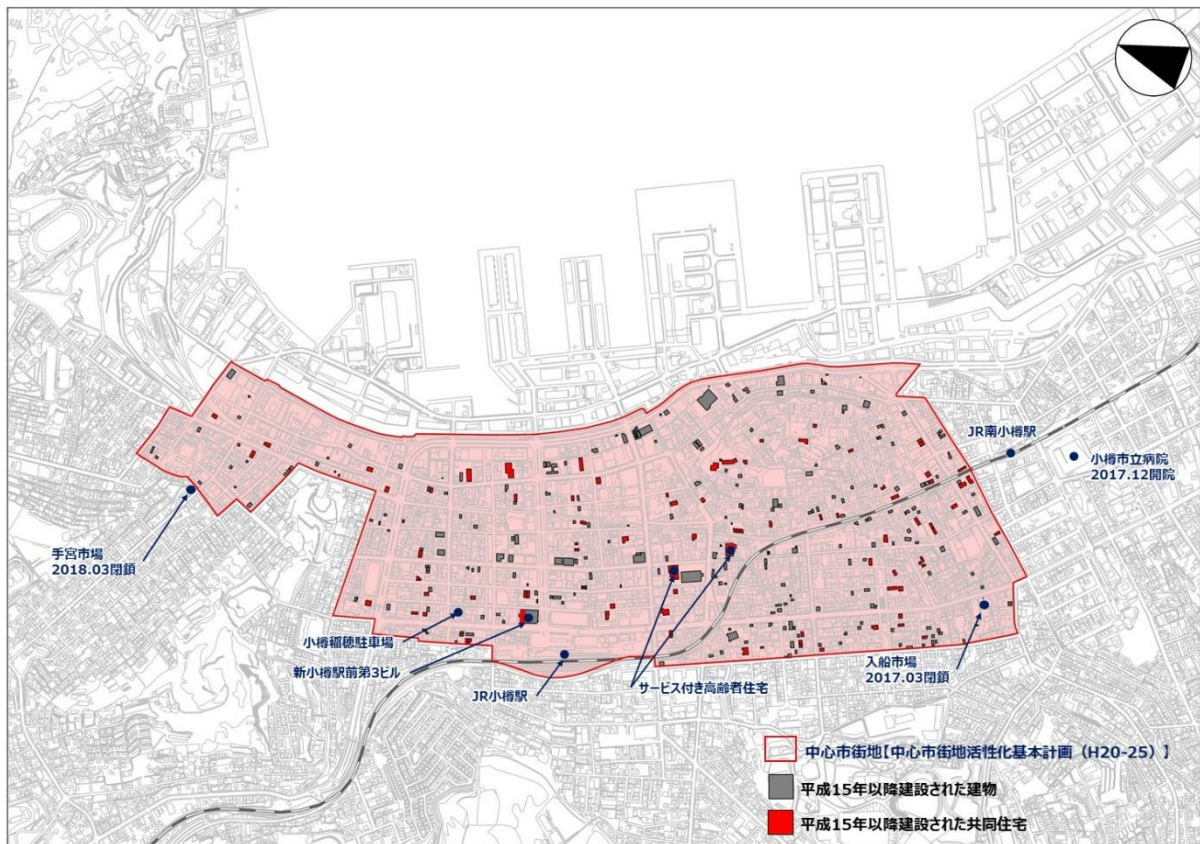 JR南小樽駅
小樽市立病院
2017.12開院
手宮市場
2018.03閉鎖
小樽稲穂駐車場
新小樽駅前第3ビル
JR小樽駅
サービス付き高齢者住宅
入船市場
2017.03閉鎖
中心市街地【中心市街地活性化基本計画（H20-25）】
平成15年以降建設された建物
平成15年以降建設された共同住宅